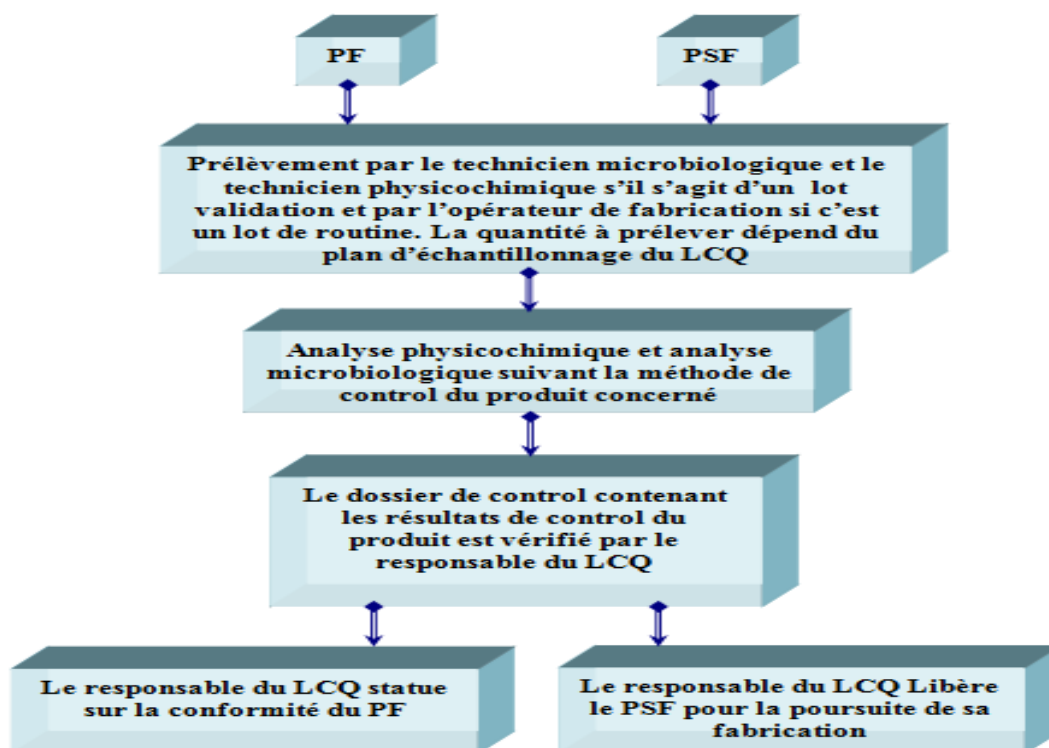 PF
PSF
Prélèvement par le technicien microbiologique et le
technicien physicochimique s’il s’agit d’un lot
validation et par l’opérateur de fabrication si c’est
un lot de routine. La quantité à prélever dépend du
plan d’échantillonnage du LCQ
Analyse physicochimique et analyse
microbiologique suivant la méthode de
control du produit concerné
Le dossier de control contenant
les résultats de control du
produit est vérifié par le
responsable du LCQ
Le responsable du LCQ statue
sur la conformité du PF
Le responsable du LCQ Libère
le PSF pour la poursuite de sa
fabrication